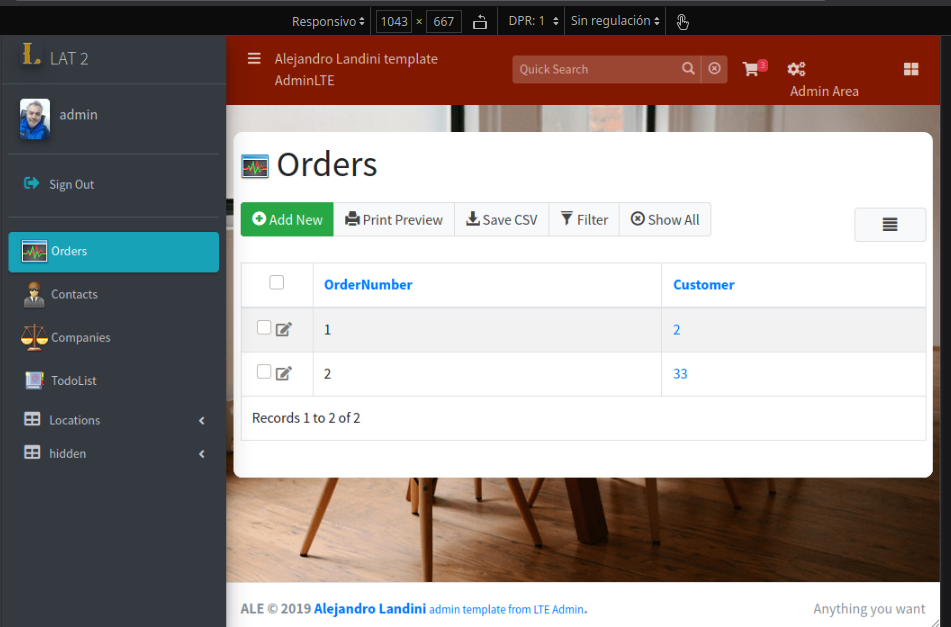 Responsivo 1043 × 667 DPR: 1 Sin regulación
L LAT 2
Alejandro Landini template
AdminLTE
Quick Search
3
Admin Area
admin
Sign Out
Orders
Contacts
Companies
TodoList
Locations
hidden
Orders
Add New Print Preview Save CSV Filter Show All
OrderNumber Customer
1 2
2 33
Records 1 to 2 of 2
ALE © 2019 Alejandro Landini admin template from LTE Admin.
Anything you want